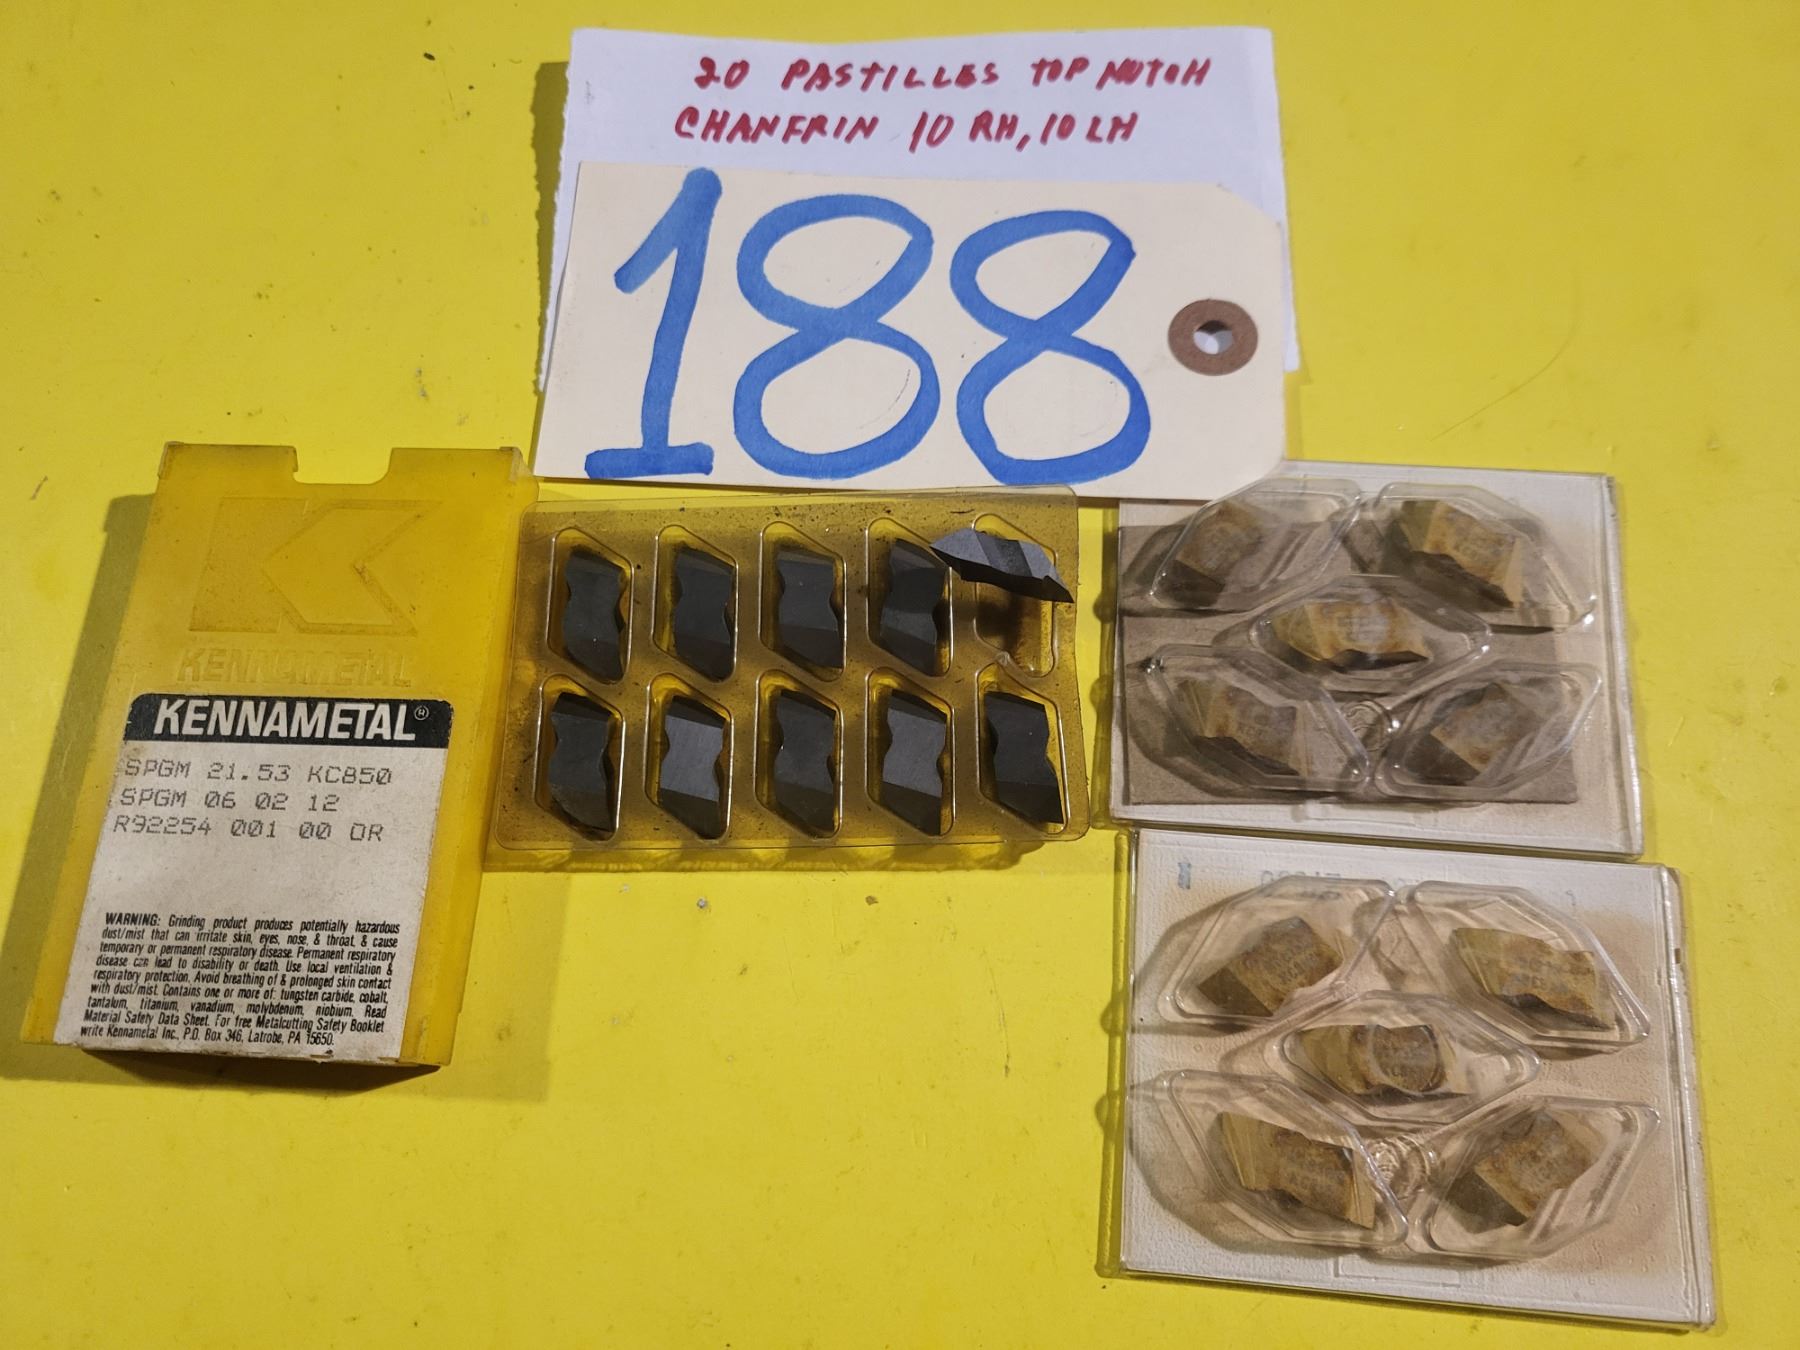 20 PASTILLES TOP NOTCH
CHANFRIN 10 RH, 10 LH
188
KENNAMETAL
KENNAMETAL®
SPGM 21.53 KC850
SPGM 06 02 12
R92254 001 00 OR
WARNING: Grinding product produces potentially hazardous
dust/mist that can irritate skin, eyes, nose, & throat, & cause
temporary or permanent respiratory disease. Permanent respiratory
disease can lead to disability or death. Use local ventilation &
respiratory protection. Avoid breathing of & prolonged skin contact
with dust/mist. Contains one or more of: tungsten carbide, cobalt,
tantalum, titanium, vanadium, molybdenum, niobium. Read
Material Safety Data Sheet. For free Metalcutting Safety Booklet
write Kennametal Inc., P.O. Box 346, Latrobe, PA 15650.